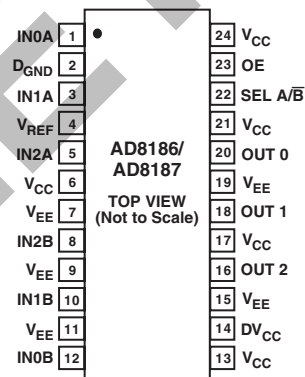 IN0A 1 24 VCC
DGND 2 23 OE
IN1A 3 22 SEL A/B̅
VREF 4 21 VCC
IN2A 5 20 OUT 0
VCC 6 19 VEE
VEE 7 18 OUT 1
IN2B 8 17 VCC
VEE 9 16 OUT 2
IN1B 10 15 VEE
VEE 11 14 DVCC
IN0B 12 13 VCC
AD8186/
AD8187
TOP VIEW
(Not to Scale)